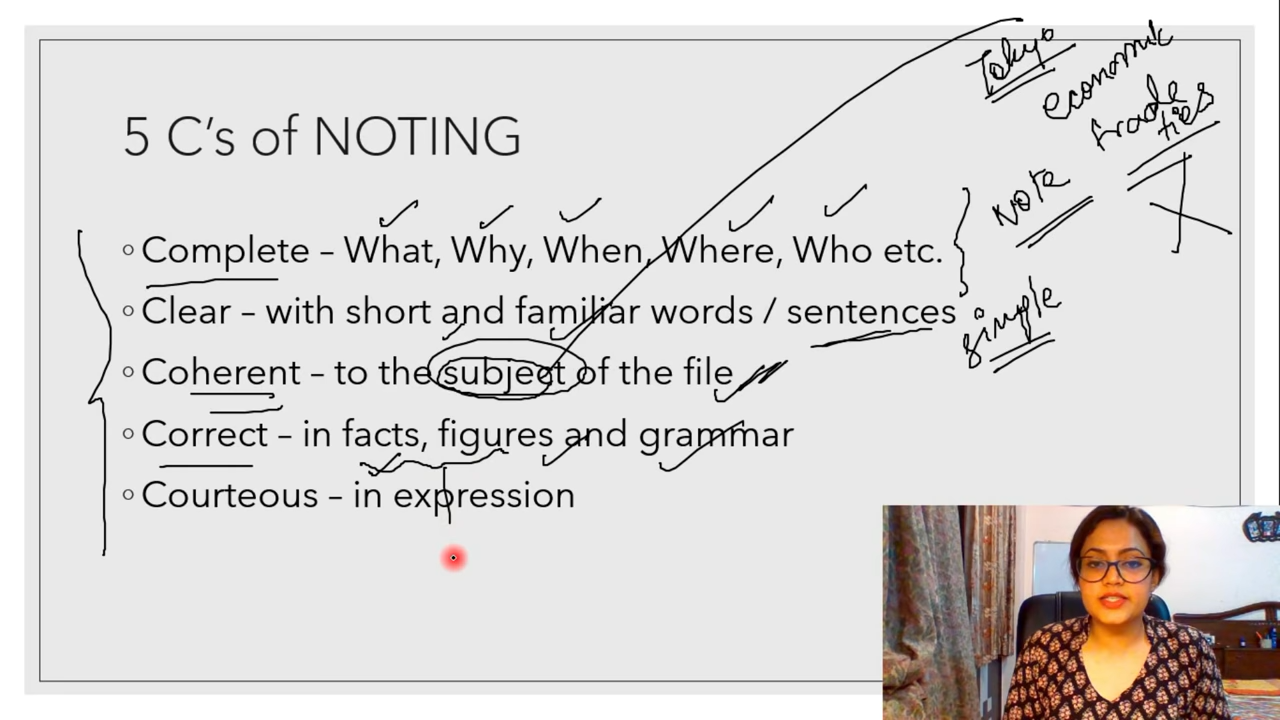 5 C’s of NOTING
Tokyo
economic
trade
ties
Note
◦ Complete – What, Why, When, Where, Who etc.
◦ Clear – with short and familiar words / sentences
simple
◦ Coherent – to the subject of the file
◦ Correct – in facts, figures and grammar
◦ Courteous – in expression